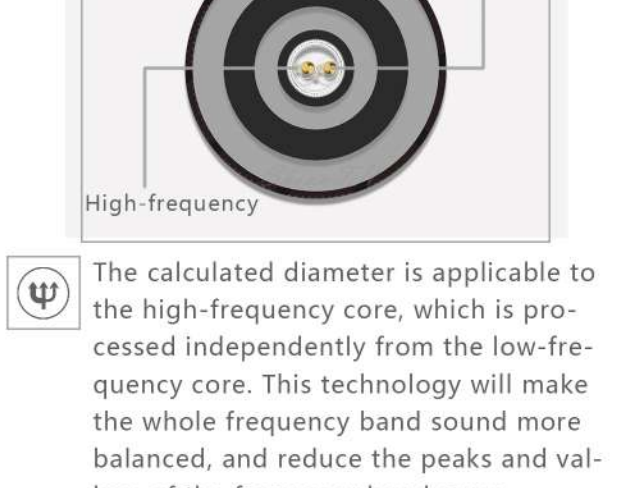 High-frequency
The calculated diameter is applicable to
the high-frequency core, which is pro-
cessed independently from the low-fre-
quency core. This technology will make
the whole frequency band sound more
balanced, and reduce the peaks and val-